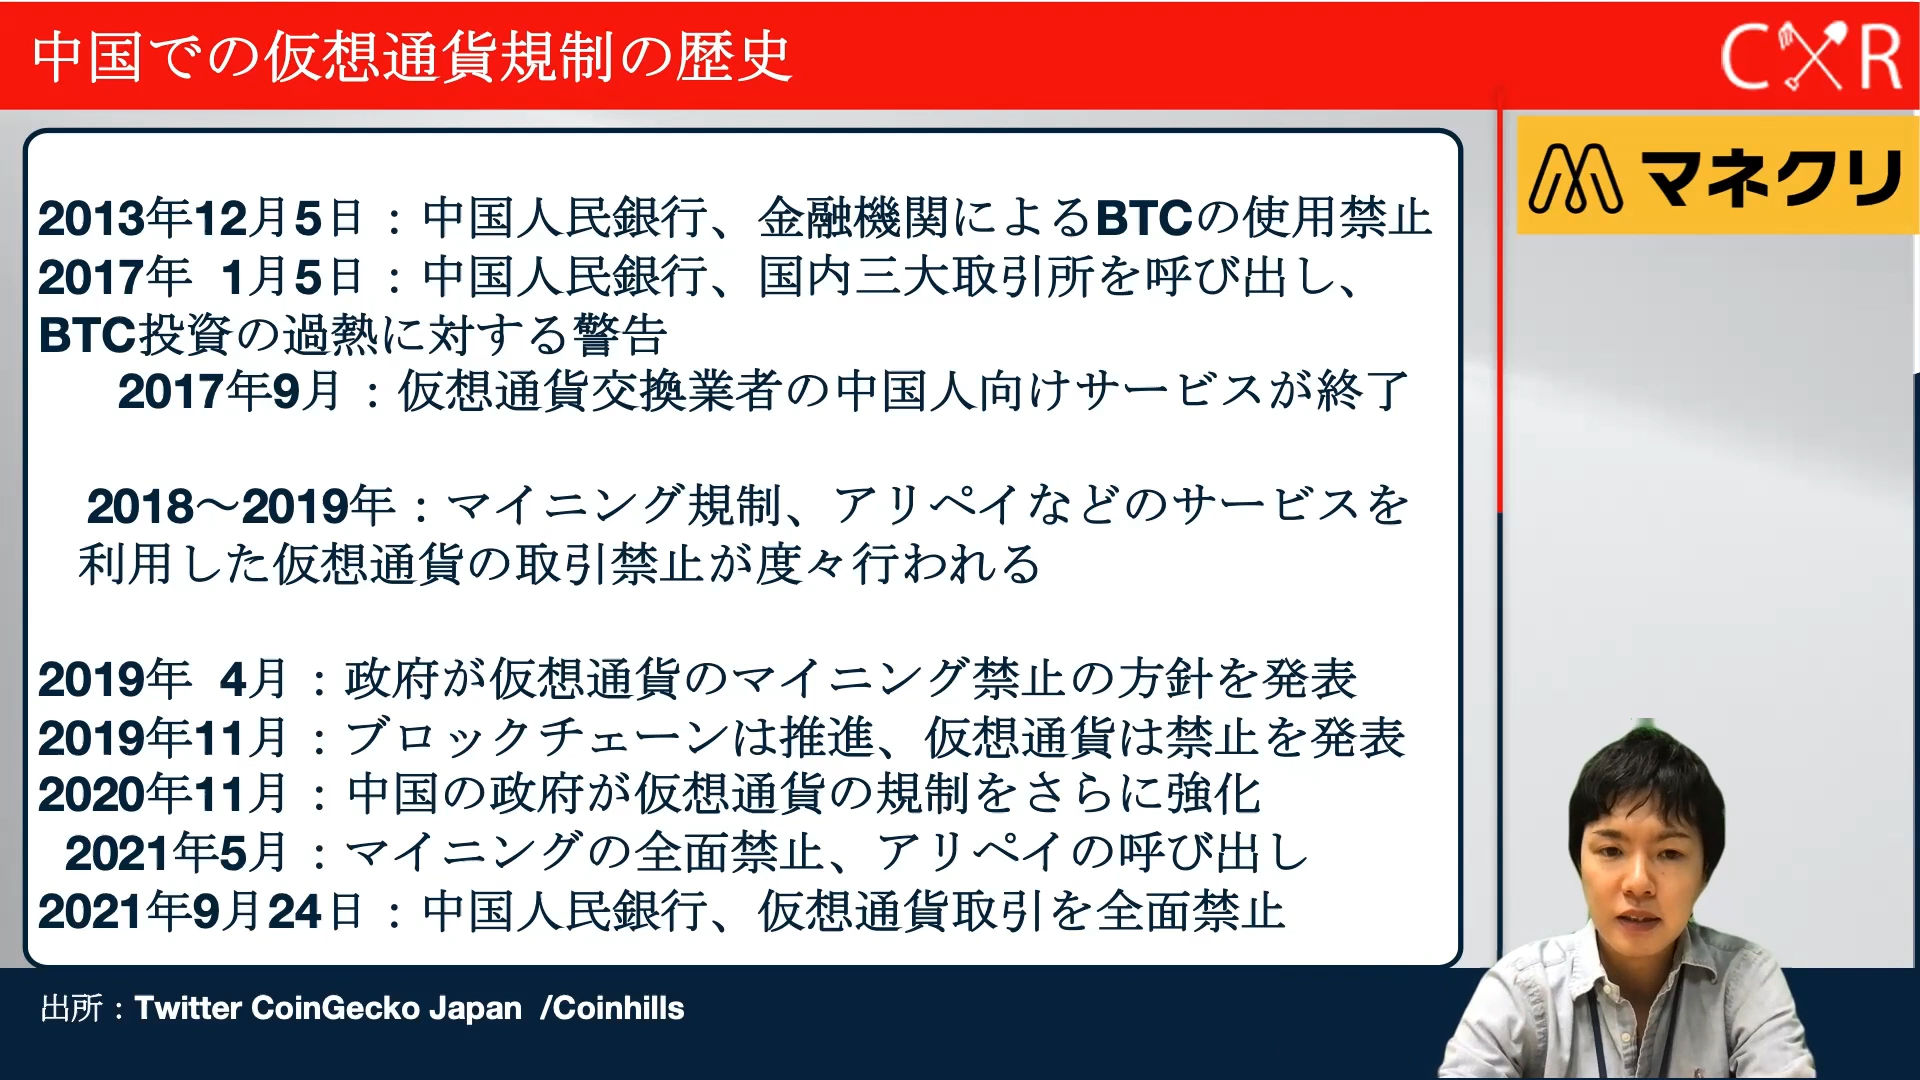 中国での仮想通貨規制の歴史
CXR
マネクリ
2013年12月5日：中国人民銀行、金融機関によるBTCの使用禁止
2017年 1月5日：中国人民銀行、国内三大取引所を呼び出し、
BTC投資の過熱に対する警告
2017年9月：仮想通貨交換業者の中国人向けサービスが終了
2018〜2019年：マイニング規制、アリペイなどのサービスを
利用した仮想通貨の取引禁止が度々行われる
2019年 4月：政府が仮想通貨のマイニング禁止の方針を発表
2019年11月：ブロックチェーンは推進、仮想通貨は禁止を発表
2020年11月：中国の政府が仮想通貨の規制をさらに強化
2021年5月：マイニングの全面禁止、アリペイの呼び出し
2021年9月24日：中国人民銀行、仮想通貨取引を全面禁止
出所：Twitter CoinGecko Japan /Coinhills